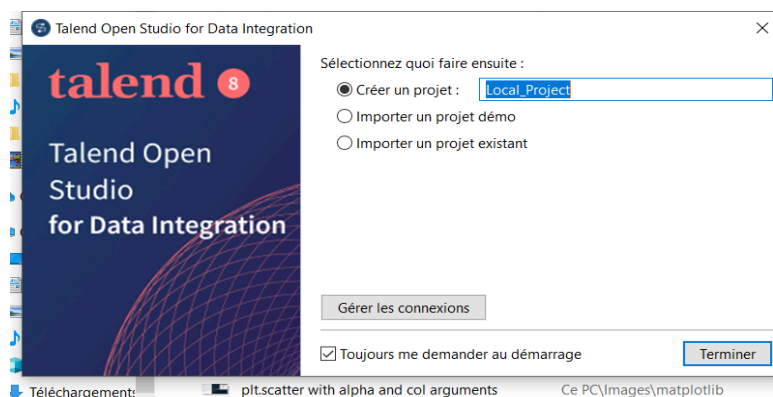 Talend Open Studio for Data Integration
talend 8
Talend Open
Studio
for Data Integration
Sélectionnez quoi faire ensuite :
Créer un projet : Local_Project
Importer un projet démo
Importer un projet existant
Gérer les connexions
Toujours me demander au démarrage
Terminer
Téléchargements plt.scatter with alpha and col arguments Ce PC\Images\matplotlib